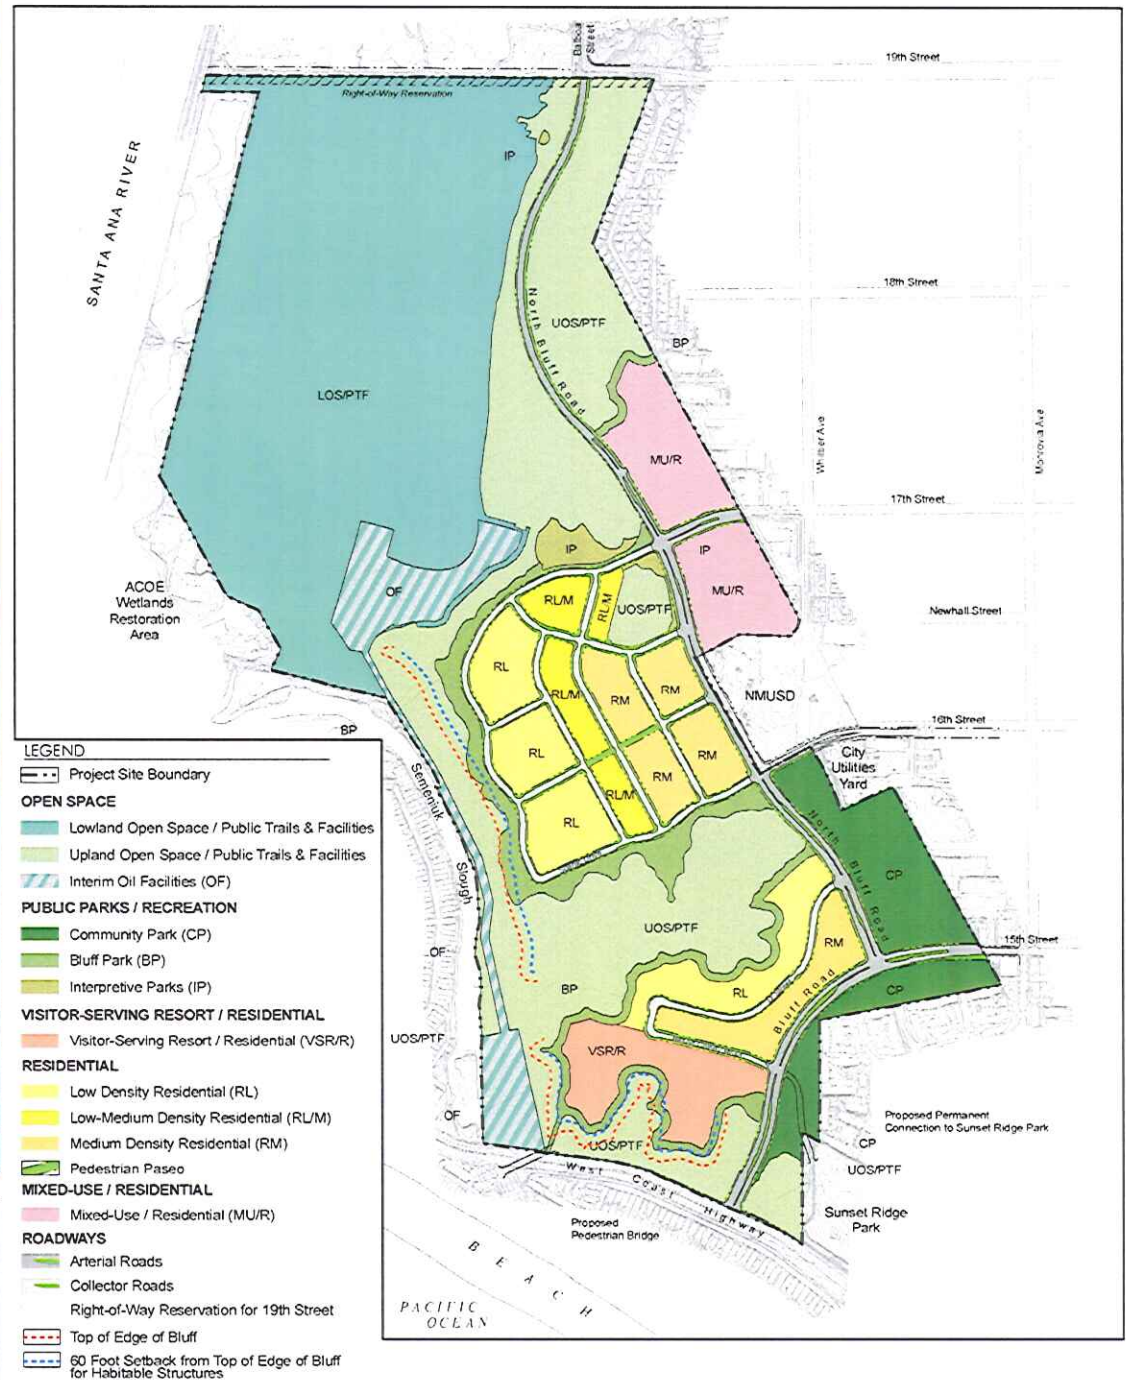 Balboa
Street
19th Street
Right-of-Way Reservation
IP
SANTA ANA RIVER
18th Street
North Bluff Road
UOS/PTF
BP
LOS/PTF
Whittier Ave
Monrovia Ave
MU/R
17th Street
IP
IP
OF
ACOE
Wetlands
Restoration
Area
RL/M
RL/M
UOS/PTF
MU/R
Newhall Street
RL
RL/M
RM
RM
NMUSD
16th Street
BP
City
Utilities
Yard
RL
RM
RM
Semeniuk Slough
RL/M
RL
North Bluff Road
CP
UOS/PTF
RM
15th Street
OF
BP
RL
Bluff Road
CP
UOS/PTF
VSR/R
OF
Proposed Permanent
Connection to Sunset Ridge Park
CP
UOS/PTF
UOS/PTF
West Coast Highway
Sunset Ridge
Park
Proposed
Pedestrian Bridge
BEACH
PACIFIC
OCEAN
LEGEND
Project Site Boundary
OPEN SPACE
Lowland Open Space / Public Trails & Facilities
Upland Open Space / Public Trails & Facilities
Interim Oil Facilities (OF)
PUBLIC PARKS / RECREATION
Community Park (CP)
Bluff Park (BP)
Interpretive Parks (IP)
VISITOR-SERVING RESORT / RESIDENTIAL
Visitor-Serving Resort / Residential (VSR/R)
RESIDENTIAL
Low Density Residential (RL)
Low-Medium Density Residential (RL/M)
Medium Density Residential (RM)
Pedestrian Paseo
MIXED-USE / RESIDENTIAL
Mixed-Use / Residential (MU/R)
ROADWAYS
Arterial Roads
Collector Roads
Right-of-Way Reservation for 19th Street
Top of Edge of Bluff
60 Foot Setback from Top of Edge of Bluff
for Habitable Structures